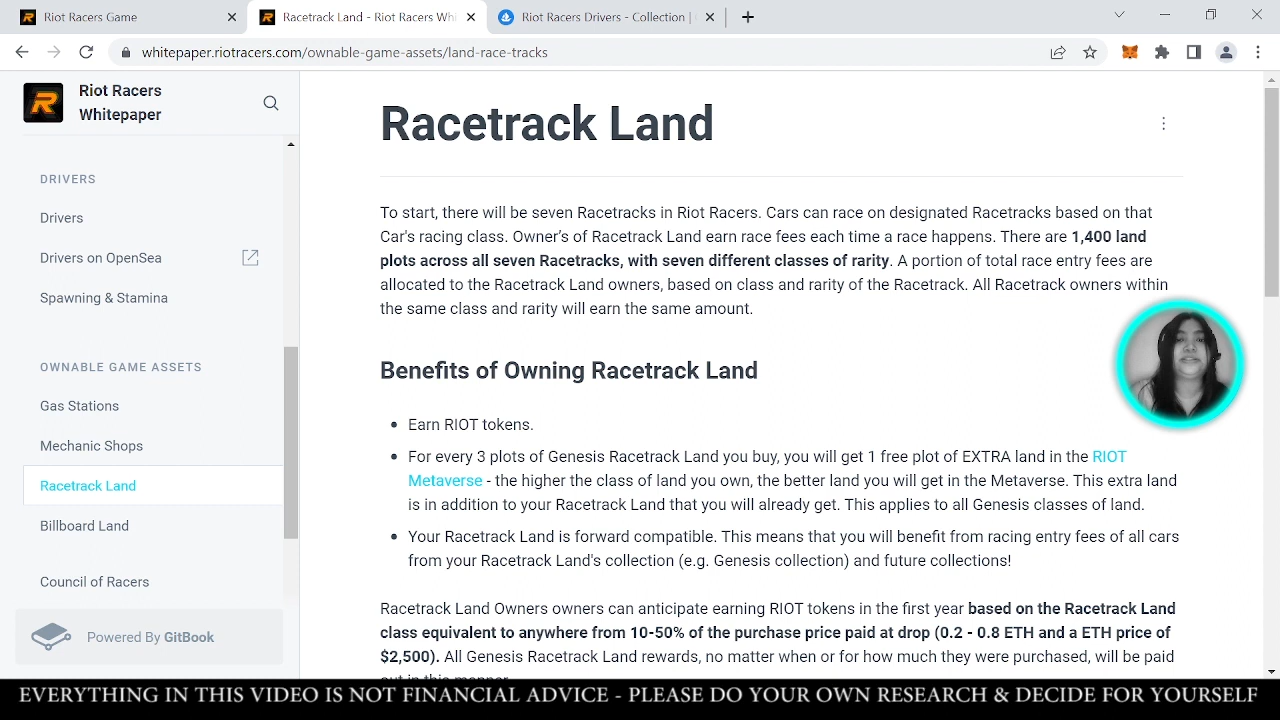 Riot Racers Game
Racetrack Land - Riot Racers Whi
Riot Racers Drivers - Collection |
whitepaper.riotracers.com/ownable-game-assets/land-race-tracks
Riot Racers
Whitepaper
DRIVERS
Drivers
Drivers on OpenSea
Spawning & Stamina
OWNABLE GAME ASSETS
Gas Stations
Mechanic Shops
Racetrack Land
Billboard Land
Council of Racers
Powered By GitBook
Racetrack Land
To start, there will be seven Racetracks in Riot Racers. Cars can race on designated Racetracks based on that
Car's racing class. Owner's of Racetrack Land earn race fees each time a race happens. There are 1,400 land
plots across all seven Racetracks, with seven different classes of rarity. A portion of total race entry fees are
allocated to the Racetrack Land owners, based on class and rarity of the Racetrack. All Racetrack owners within
the same class and rarity will earn the same amount.
Benefits of Owning Racetrack Land
Earn RIOT tokens.
For every 3 plots of Genesis Racetrack Land you buy, you will get 1 free plot of EXTRA land in the RIOT
Metaverse - the higher the class of land you own, the better land you will get in the Metaverse. This extra land
is in addition to your Racetrack Land that you will already get. This applies to all Genesis classes of land.
Your Racetrack Land is forward compatible. This means that you will benefit from racing entry fees of all cars
from your Racetrack Land's collection (e.g. Genesis collection) and future collections!
Racetrack Land Owners owners can anticipate earning RIOT tokens in the first year based on the Racetrack Land
class equivalent to anywhere from 10-50% of the purchase price paid at drop (0.2 - 0.8 ETH and a ETH price of
$2,500). All Genesis Racetrack Land rewards, no matter when or for how much they were purchased, will be paid
out in this manner.
EVERYTHING IN THIS VIDEO IS NOT FINANCIAL ADVICE - PLEASE DO YOUR OWN RESEARCH & DECIDE FOR YOURSELF